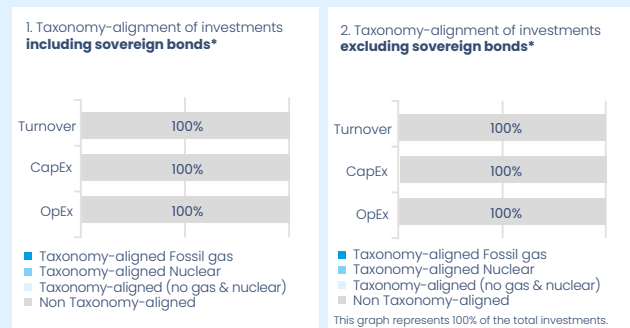 1. Taxonomy-alignment of investments
including sovereign bonds*
Turnover 100%
CapEx 100%
OpEx 100%
Taxonomy-aligned Fossil gas
Taxonomy-aligned Nuclear
Taxonomy-aligned (no gas & nuclear)
Non Taxonomy-aligned
2. Taxonomy-alignment of investments
excluding sovereign bonds*
Turnover 100%
CapEx 100%
OpEx 100%
Taxonomy-aligned Fossil gas
Taxonomy-aligned Nuclear
Taxonomy-aligned (no gas & nuclear)
Non Taxonomy-aligned
This graph represents 100% of the total investments.